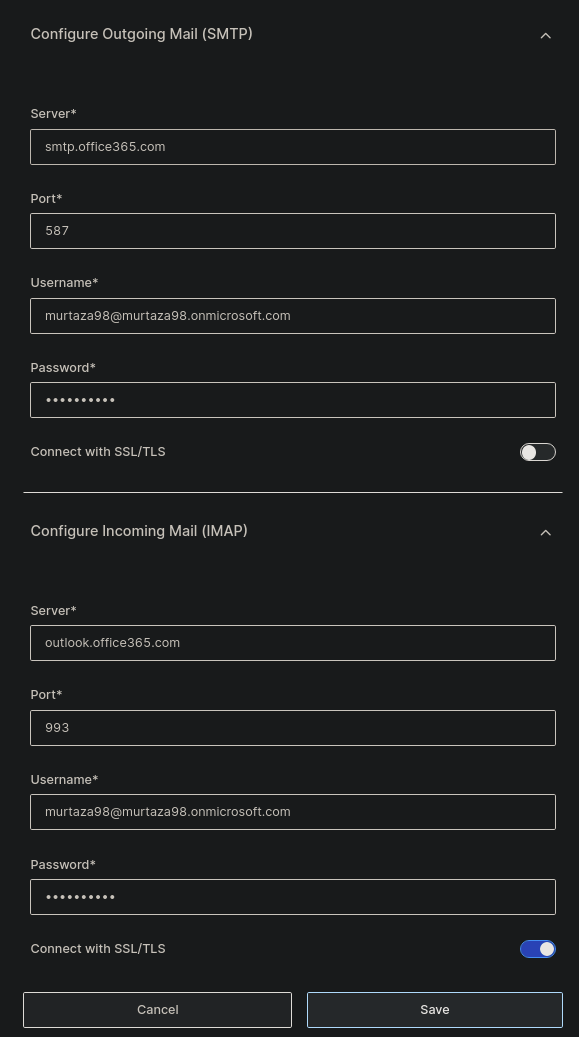 Configure Outgoing Mail (SMTP)
Server*
smtp.office365.com
Port*
587
Username*
murtaza98@murtaza98.onmicrosoft.com
Password*
••••••••••
Connect with SSL/TLS
Configure Incoming Mail (IMAP)
Server*
outlook.office365.com
Port*
993
Username*
murtaza98@murtaza98.onmicrosoft.com
Password*
••••••••••
Connect with SSL/TLS
Cancel
Save